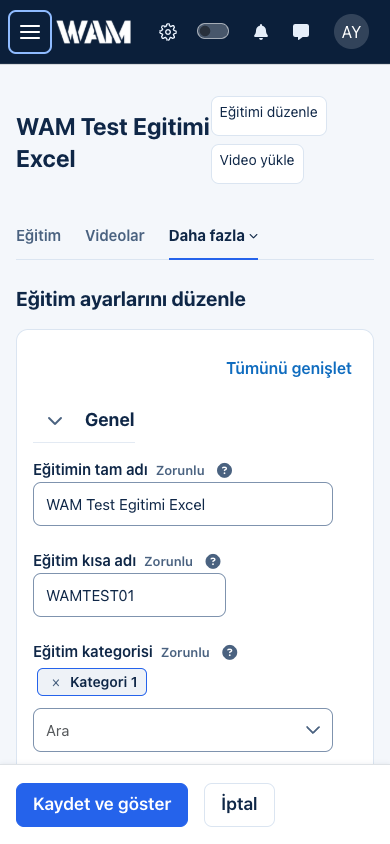 WAM
AY
WAM Test Egitimi Excel
Eğitimi düzenle
Video yükle
Eğitim
Videolar
Daha fazla
Eğitim ayarlarını düzenle
Tümünü genişlet
Genel
Eğitimin tam adı Zorunlu ?
WAM Test Egitimi Excel
Eğitim kısa adı Zorunlu ?
WAMTEST01
Eğitim kategorisi Zorunlu ?
× Kategori 1
Ara
Kaydet ve göster
İptal